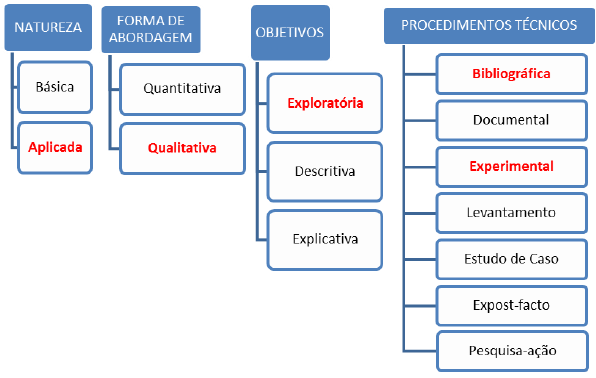 NATUREZA
Básica
Aplicada
FORMA DE
ABORDAGEM
Quantitativa
Qualitativa
OBJETIVOS
Exploratória
Descritiva
Explicativa
PROCEDIMENTOS TÉCNICOS
Bibliográfica
Documental
Experimental
Levantamento
Estudo de Caso
Expost-facto
Pesquisa-ação